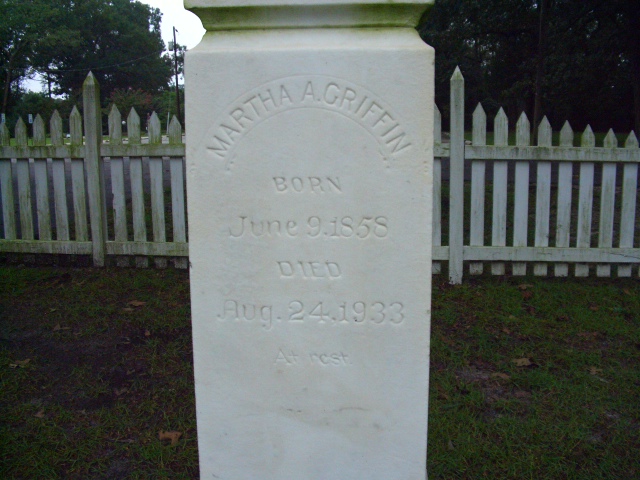 MARTHA A. GRIFFIN
BORN
June 9. 1858
DIED
Aug. 24, 1933
At rest.